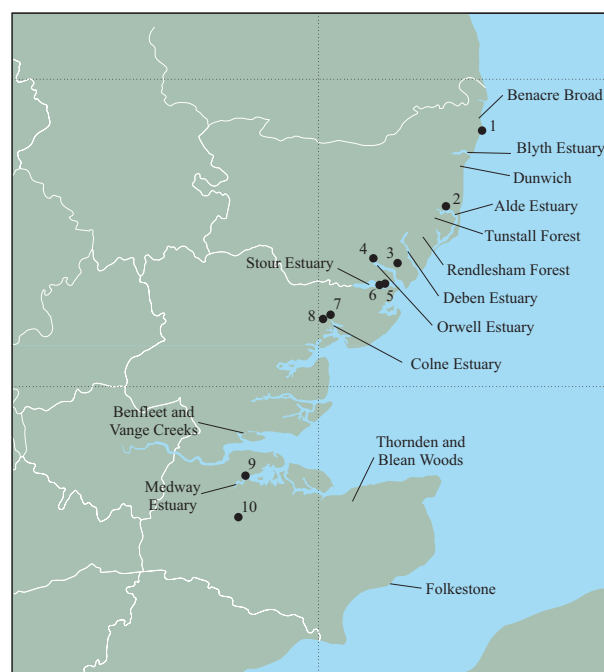 Benacre Broad
1
Blyth Estuary
Dunwich
2
Alde Estuary
Tunstall Forest
4
3
Stour Estuary
Rendlesham Forest
6
5
Deben Estuary
7
8
Orwell Estuary
Colne Estuary
Benfleet and
Vange Creeks
Thornden and
Blean Woods
9
Medway
Estuary
10
Folkestone